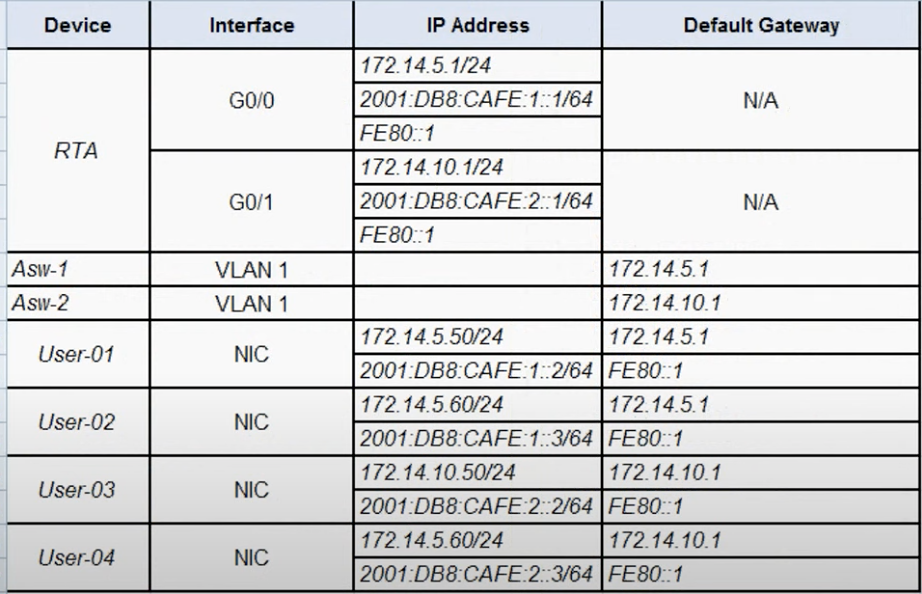 Device Interface IP Address Default Gateway
RTA G0/0 172.14.5.1/24 N/A
2001:DB8:CAFE:1::1/64
FE80::1
G0/1 172.14.10.1/24 N/A
2001:DB8:CAFE:2::1/64
FE80::1
Asw-1 VLAN 1 172.14.5.1
Asw-2 VLAN 1 172.14.10.1
User-01 NIC 172.14.5.50/24 172.14.5.1
2001:DB8:CAFE:1::2/64 FE80::1
User-02 NIC 172.14.5.60/24 172.14.5.1
2001:DB8:CAFE:1::3/64 FE80::1
User-03 NIC 172.14.10.50/24 172.14.10.1
2001:DB8:CAFE:2::2/64 FE80::1
User-04 NIC 172.14.5.60/24 172.14.10.1
2001:DB8:CAFE:2::3/64 FE80::1